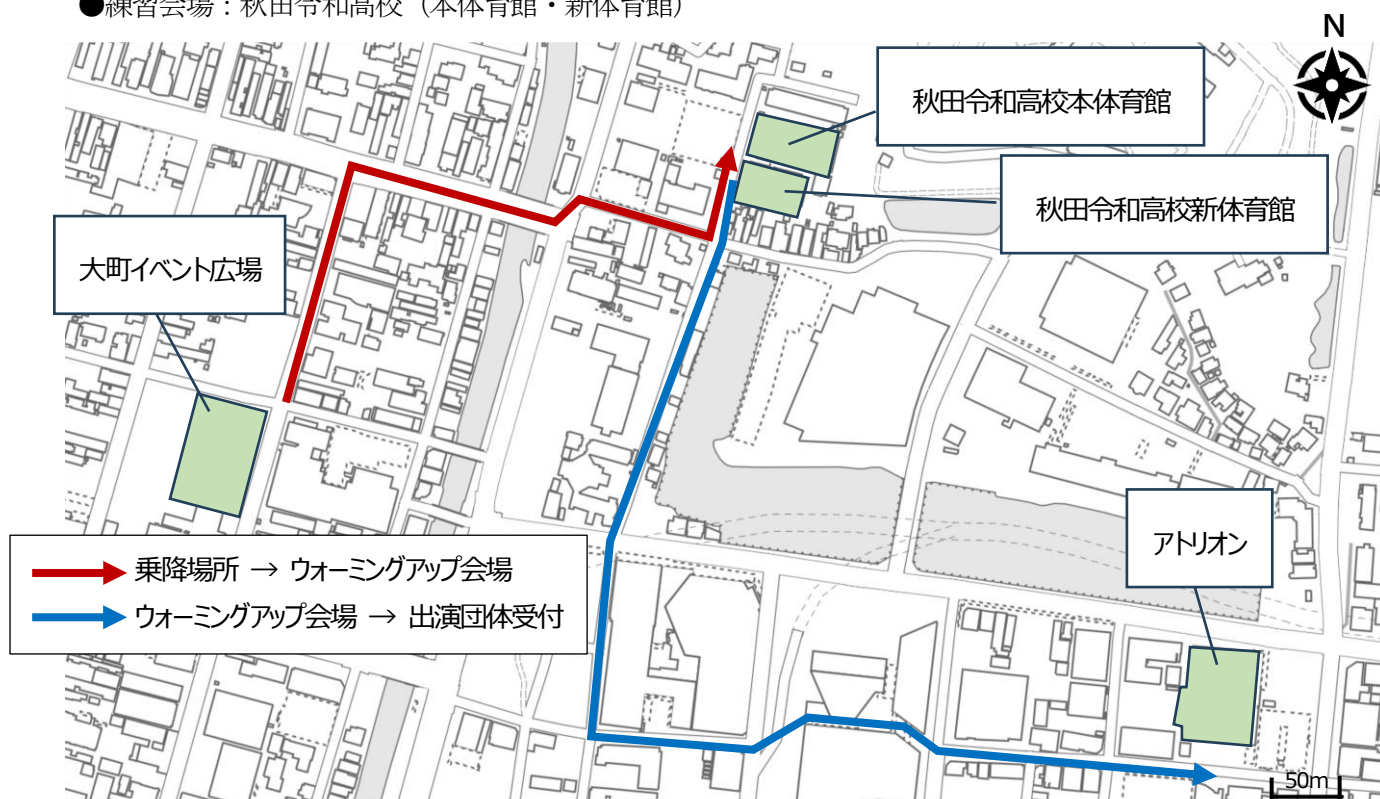 ●練習会場：秋田令和高校（本体育館・新体育館）
N
秋田令和高校本体育館
秋田令和高校新体育館
大町イベント広場
アトリオン
乗降場所 → ウォーミングアップ会場
ウォーミングアップ会場 → 出演団体受付
50m